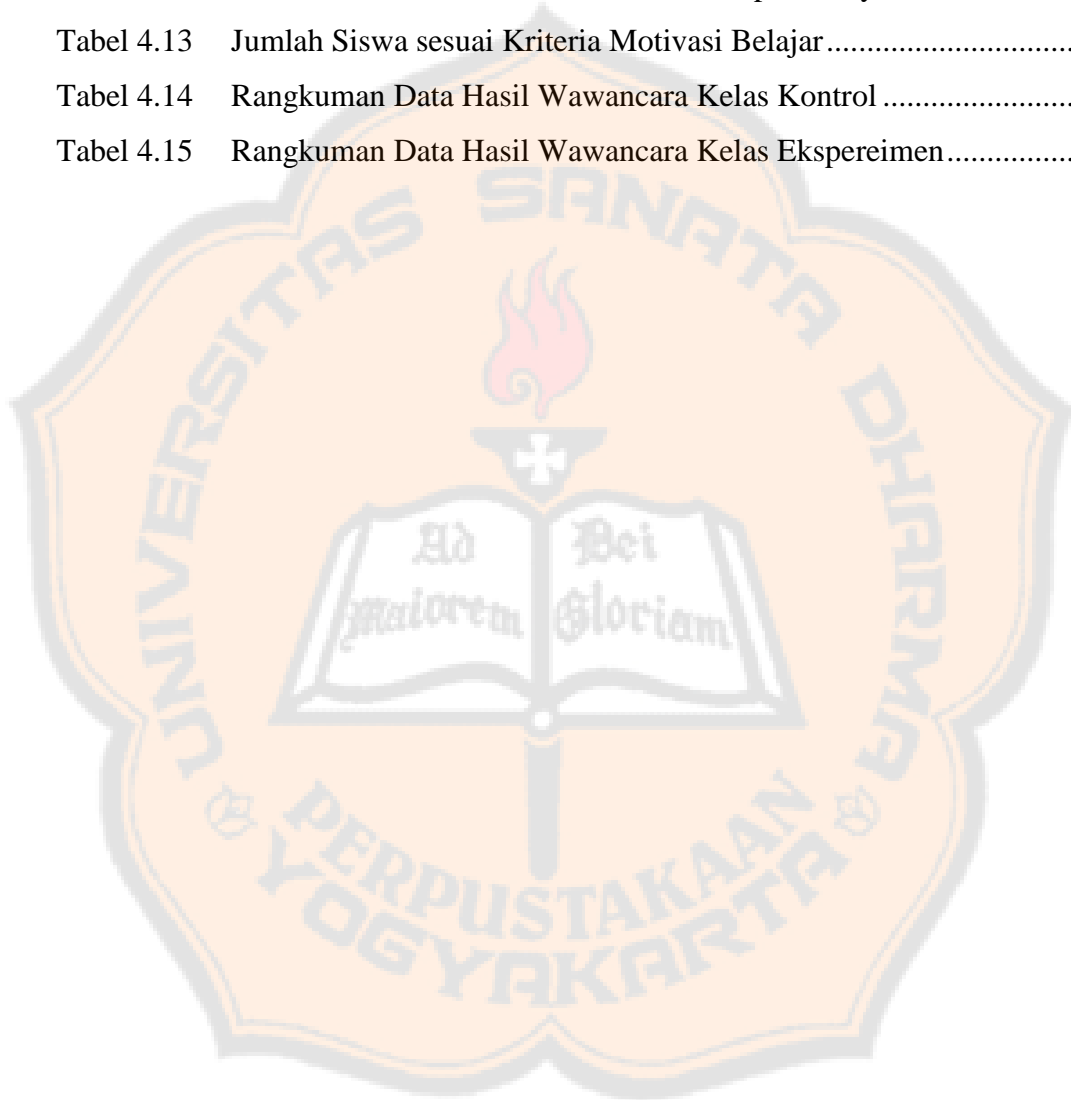 Tabel 4.13 Jumlah Siswa sesuai Kriteria Motivasi Belajar..............................
Tabel 4.14 Rangkuman Data Hasil Wawancara Kelas Kontrol .......................
Tabel 4.15 Rangkuman Data Hasil Wawancara Kelas Ekspereimen...............
UNIVERSITAS SANATA DHARMA
Ad Dei
Maiorem Gloriam
PERPUSTAKAAN
YOGYAKARTA